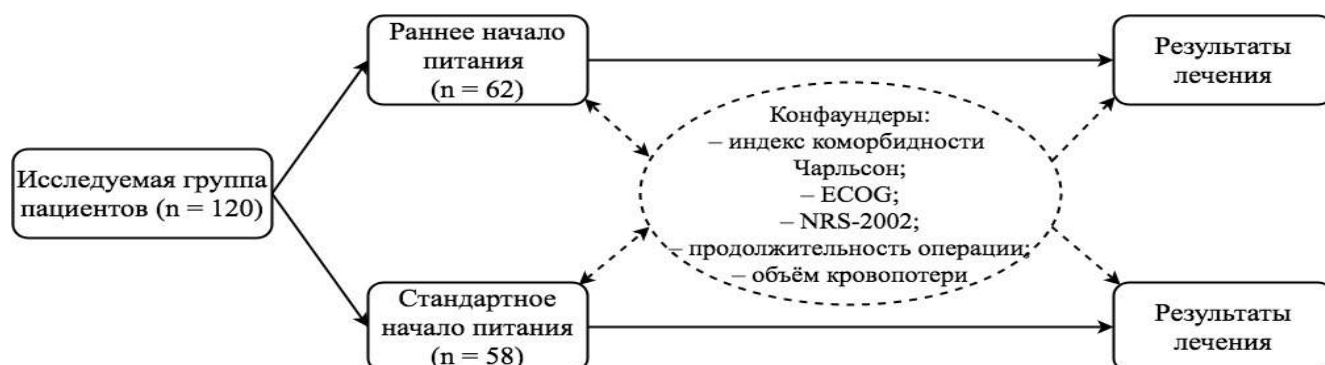 Исследуемая группа
пациентов (n = 120)
Раннее начало
питания
(n = 62)
Стандартное
начало питания
(n = 58)
Конфаундеры:
– индекс коморбидности
Чарльсон;
– ECOG;
– NRS-2002;
– продолжительность операции;
– объём кровопотери
Результаты
лечения
Результаты
лечения